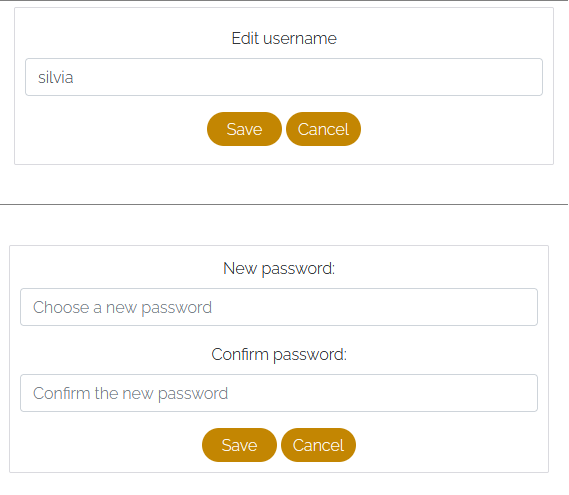 Edit username
silvia
Save Cancel
New password:
Choose a new password
Confirm password:
Confirm the new password
Save Cancel